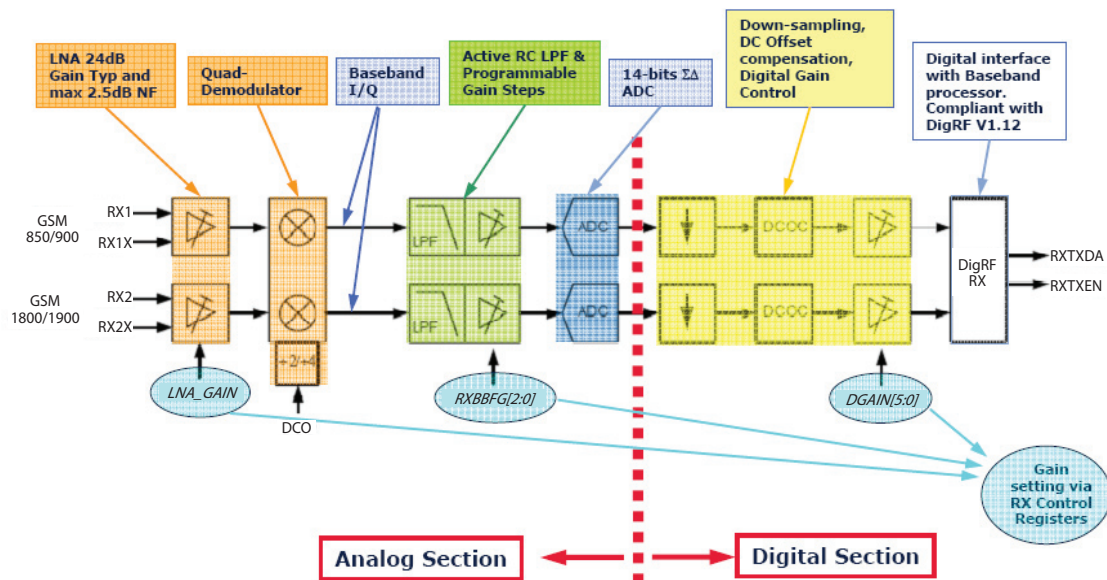 LNA 24dB
Gain Typ and
max 2.5dB NF
Quad-
Demodulator
Baseband
I/Q
Active RC LPF &
Programmable
Gain Steps
14-bits ΣΔ
ADC
Down-sampling,
DC Offset
compensation,
Digital Gain
Control
Digital interface
with Baseband
processor.
Compliant with
DigRF V1.12
GSM
850/900
RX1
RX1X
LPF
ADC
DCOC
GSM
1800/1900
RX2
RX2X
LPF
ADC
DCOC
DigRF
RX
RXTXDA
RXTXEN
÷2/÷4
DCO
LNA_GAIN
RXBBFG[2:0]
DGAIN[5:0]
Gain
setting via
RX Control
Registers
Analog Section
Digital Section